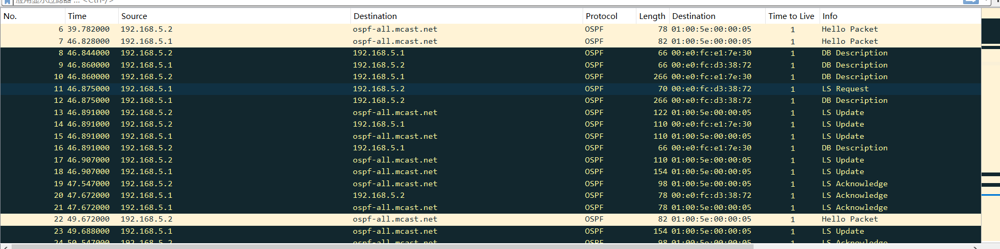 应用显示过滤器 … <Ctrl-/>
No. Time Source Destination Protocol Length Destination Time to Live Info
6 39.782000 192.168.5.2 ospf-all.mcast.net OSPF 78 01:00:5e:00:00:05 1 Hello Packet
7 46.828000 192.168.5.1 ospf-all.mcast.net OSPF 82 01:00:5e:00:00:05 1 Hello Packet
8 46.844000 192.168.5.2 192.168.5.1 OSPF 66 00:e0:fc:e1:7e:30 1 DB Description
9 46.860000 192.168.5.1 192.168.5.2 OSPF 66 00:e0:fc:d3:38:72 1 DB Description
10 46.860000 192.168.5.2 192.168.5.1 OSPF 266 00:e0:fc:e1:7e:30 1 DB Description
11 46.875000 192.168.5.1 192.168.5.2 OSPF 70 00:e0:fc:d3:38:72 1 LS Request
12 46.875000 192.168.5.1 192.168.5.2 OSPF 266 00:e0:fc:d3:38:72 1 DB Description
13 46.891000 192.168.5.2 ospf-all.mcast.net OSPF 122 01:00:5e:00:00:05 1 LS Update
14 46.891000 192.168.5.2 192.168.5.1 OSPF 110 00:e0:fc:e1:7e:30 1 LS Update
15 46.891000 192.168.5.1 ospf-all.mcast.net OSPF 110 01:00:5e:00:00:05 1 LS Update
16 46.891000 192.168.5.2 192.168.5.1 OSPF 66 00:e0:fc:e1:7e:30 1 DB Description
17 46.907000 192.168.5.2 ospf-all.mcast.net OSPF 110 01:00:5e:00:00:05 1 LS Update
18 46.907000 192.168.5.1 ospf-all.mcast.net OSPF 154 01:00:5e:00:00:05 1 LS Update
19 47.547000 192.168.5.2 ospf-all.mcast.net OSPF 98 01:00:5e:00:00:05 1 LS Acknowledge
20 47.672000 192.168.5.1 192.168.5.2 OSPF 78 00:e0:fc:d3:38:72 1 LS Acknowledge
21 47.672000 192.168.5.1 ospf-all.mcast.net OSPF 78 01:00:5e:00:00:05 1 LS Acknowledge
22 49.672000 192.168.5.2 ospf-all.mcast.net OSPF 82 01:00:5e:00:00:05 1 Hello Packet
23 49.688000 192.168.5.1 ospf-all.mcast.net OSPF 154 01:00:5e:00:00:05 1 LS Update
24 50.547000 192.168.5.2 ospf-all.mcast.net OSPF 98 01:00:5e:00:00:05 1 LS Acknowledge